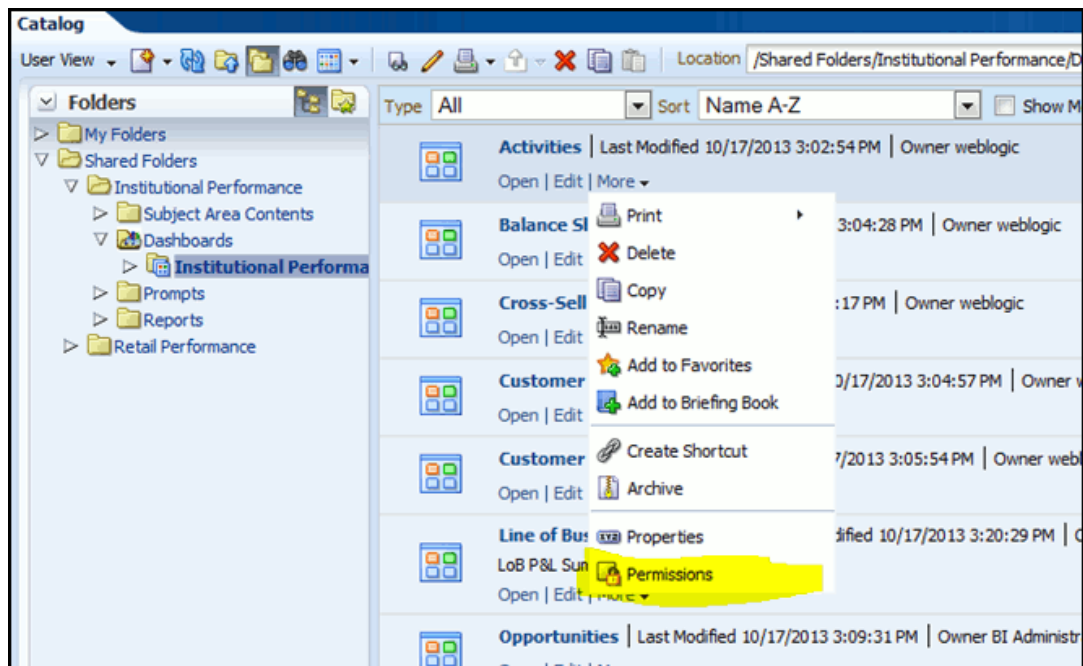 Catalog
User View Location /Shared Folders/Institutional Performance/D
Folders
My Folders
Shared Folders
Institutional Performance
Subject Area Contents
Dashboards
Institutional Performa
Prompts
Reports
Retail Performance
Type All Sort Name A-Z Show M
Activities | Last Modified 10/17/2013 3:02:54 PM | Owner weblogic
Open | Edit | More
Balance Sh 3:04:28 PM | Owner weblogic
Open | Edit
Cross-Sell :17 PM | Owner weblogic
Open | Edit
Customer 0/17/2013 3:04:57 PM | Owner w
Open | Edit
Customer 7/2013 3:05:54 PM | Owner webl
Open | Edit
Line of Bus dified 10/17/2013 3:20:29 PM |
LoB P&L Sum
Open | Edit | More
Opportunities | Last Modified 10/17/2013 3:09:31 PM | Owner BI Administr
Print
Delete
Copy
Rename
Add to Favorites
Add to Briefing Book
Create Shortcut
Archive
Properties
Permissions